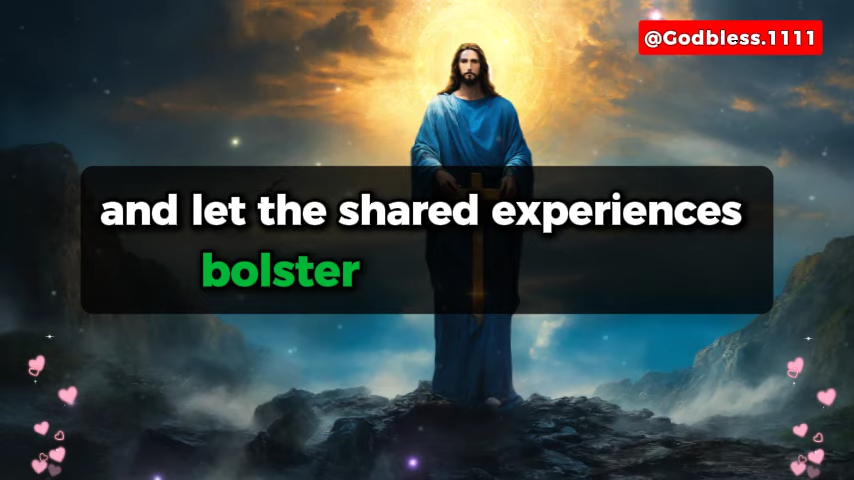 @Godbless.1111
and let the shared experiences
bolster